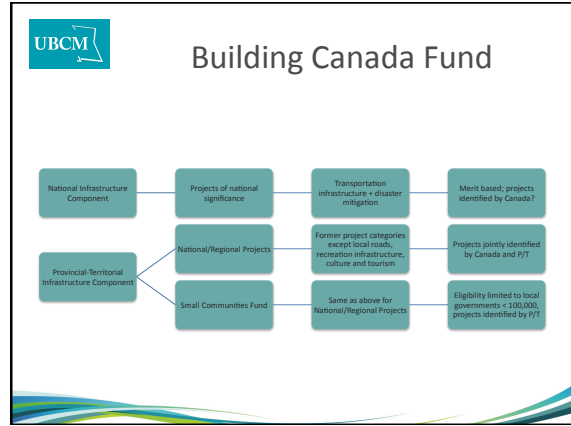 UBCM
Building Canada Fund
National Infrastructure
Component
Projects of national
significance
Transportation
infrastructure + disaster
mitigation
Merit based; projects
identified by Canada?
Provincial-Territorial
Infrastructure Component
National/Regional Projects
Former project categories
except local roads,
recreation infrastructure,
culture and tourism
Projects jointly identified
by Canada and P/T
Small Communities Fund
Same as above for
National/Regional Projects
Eligibility limited to local
governments < 100,000,
projects identified by P/T